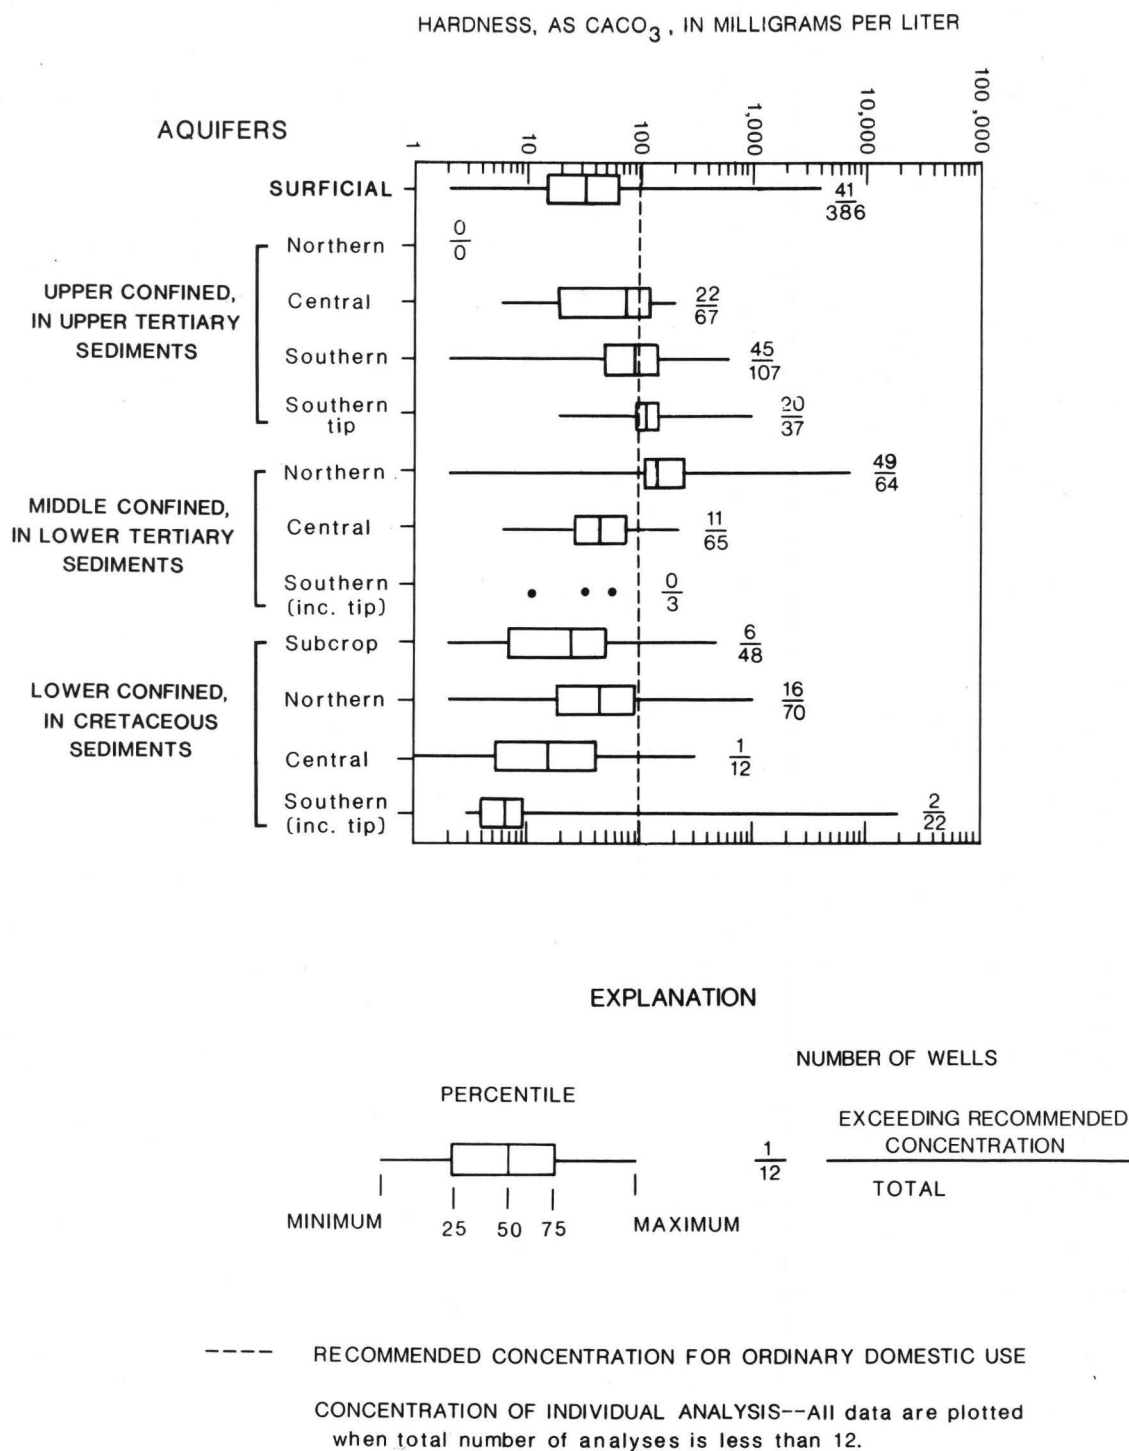 HARDNESS, AS CACO3, IN MILLIGRAMS PER LITER
AQUIFERS
1
10
100
1,000
10,000
100,000
SURFICIAL
41
386
UPPER CONFINED,
IN UPPER TERTIARY
SEDIMENTS
Northern
0
0
Central
22
67
Southern
45
107
Southern
tip
20
37
MIDDLE CONFINED,
IN LOWER TERTIARY
SEDIMENTS
Northern
49
64
Central
11
65
Southern
(inc. tip)
0
3
LOWER CONFINED,
IN CRETACEOUS
SEDIMENTS
Subcrop
6
48
Northern
16
70
Central
1
12
Southern
(inc. tip)
2
22
EXPLANATION
PERCENTILE
MINIMUM
25 50 75
MAXIMUM
NUMBER OF WELLS
1
12
EXCEEDING RECOMMENDED
CONCENTRATION
TOTAL
---- RECOMMENDED CONCENTRATION FOR ORDINARY DOMESTIC USE
CONCENTRATION OF INDIVIDUAL ANALYSIS--All data are plotted
when total number of analyses is less than 12.